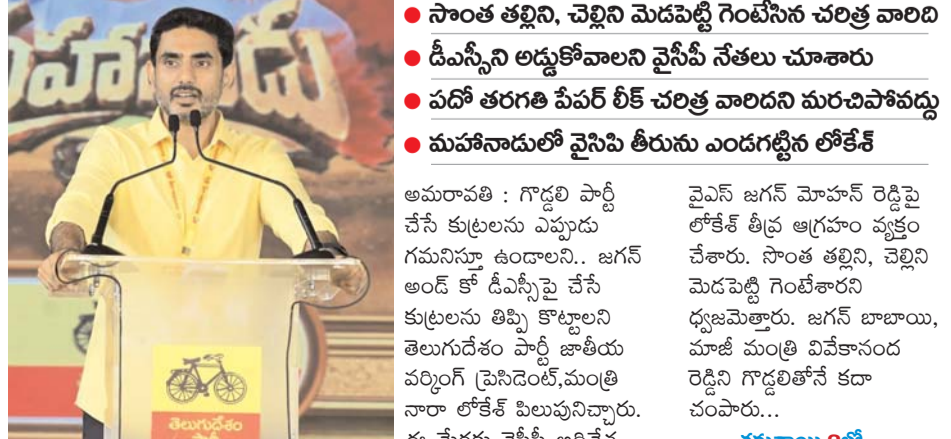 మహానాడు
● సొంత తల్లిని, చెల్లిని మెడపెట్టి గెంటేసిన చరిత్ర వారిది
● డీఎస్సీని అడ్డుకోవాలని వైసీపీ నేతలు చూశారు
● పదో తరగతి పేపర్ లీక్ చరిత్ర వారిదని మరచిపోవద్దు
● మహానాడులో వైసిపి తీరును ఎండగట్టిన లోకేశ్
అమరావతి : గొడ్డలి పార్టీ
చేసే కుట్రలను ఎప్పుడు
గమనిస్తూ ఉండాలని.. జగన్
అండ్ కో డీఎస్సీపై చేసే
కుట్రలను తిప్పి కొట్టాలని
తెలుగుదేశం పార్టీ జాతీయ
వర్కింగ్ ప్రెసిడెంట్,మంత్రి
నారా లోకేశ్ పిలుపునిచ్చారు.
వైఎస్ జగన్ మోహన్ రెడ్డిపై
లోకేశ్ తీవ్ర ఆగ్రహం వ్యక్తం
చేశారు. సొంత తల్లిని, చెల్లిని
మెడపెట్టి గెంటేశారని
ధ్వజమెత్తారు. జగన్ బాబాయి,
మాజీ మంత్రి వివేకానంద
రెడ్డిని గొడ్డలితోనే కదా
చంపారు...
తెలుగుదేశం